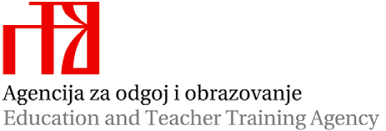 Agencija za odgoj i obrazovanje
Education and Teacher Training Agency